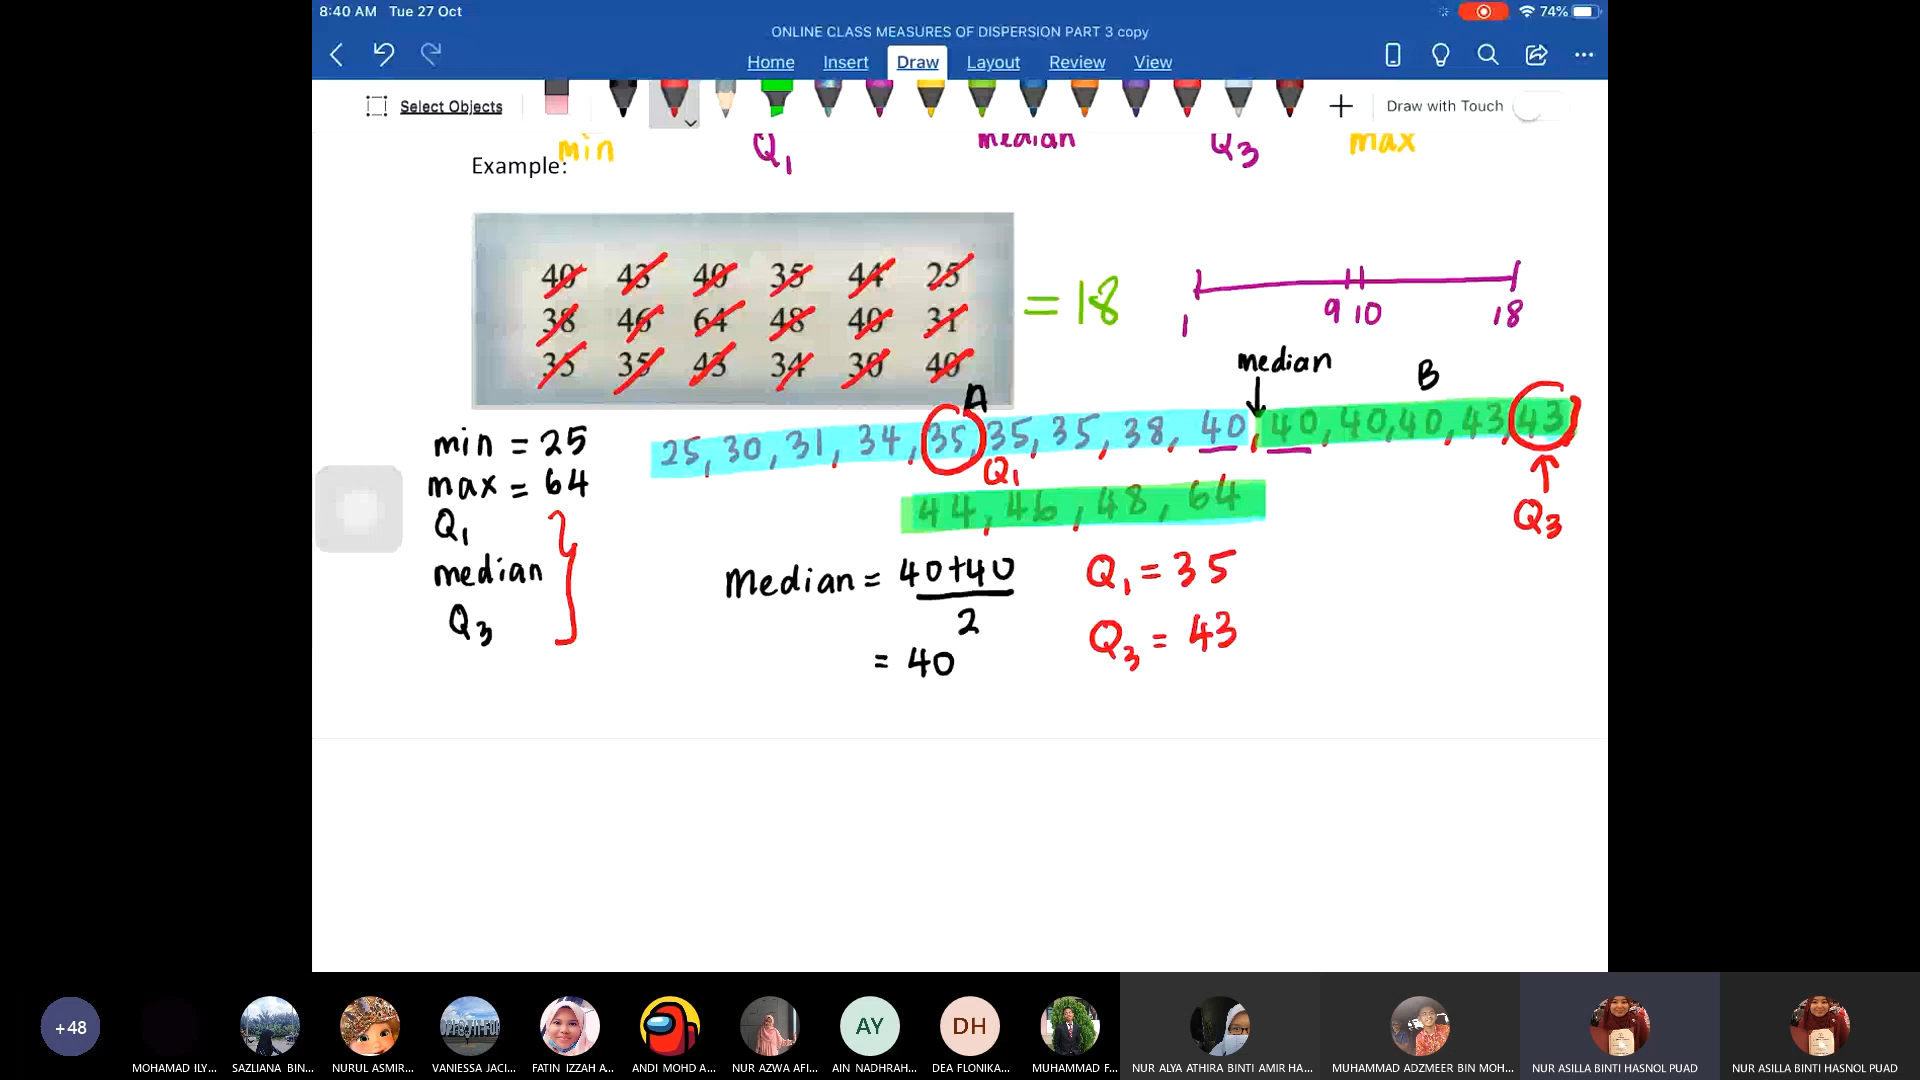 8:40 AM Tue 27 Oct
74%
ONLINE CLASS MEASURES OF DISPERSION PART 3 copy
Home Insert Draw Layout Review View
Select Objects
Draw with Touch
min Q1 median Q3 max
Example:
40 43 40 35 44 25
38 46 64 48 40 31
35 35 43 34 30 40
= 18
1 9 10 18
median
A
B
25, 30, 31, 34, 35, 35, 35, 38, 40, 40, 40, 40, 43, 43,
Q1
44, 46, 48, 64
Q3
min = 25
max = 64
Q1
median
Q3
Median = 40+40
2
= 40
Q1 = 35
Q3 = 43
+48
AY
DH
MOHAMAD ILY...
SAZLIANA BIN...
NURUL ASMIR...
VANIESSA JACI...
FATIN IZZAH A...
ANDI MOHD A...
NUR AZWA AFI...
AIN NADHRAH...
DEA FLONIKA...
MUHAMMAD F...
NUR ALYA ATHIRA BINTI AMIR HA...
MUHAMMAD ADZMEER BIN MOH...
NUR ASILLA BINTI HASNOL PUAD
NUR ASILLA BINTI HASNOL PUAD